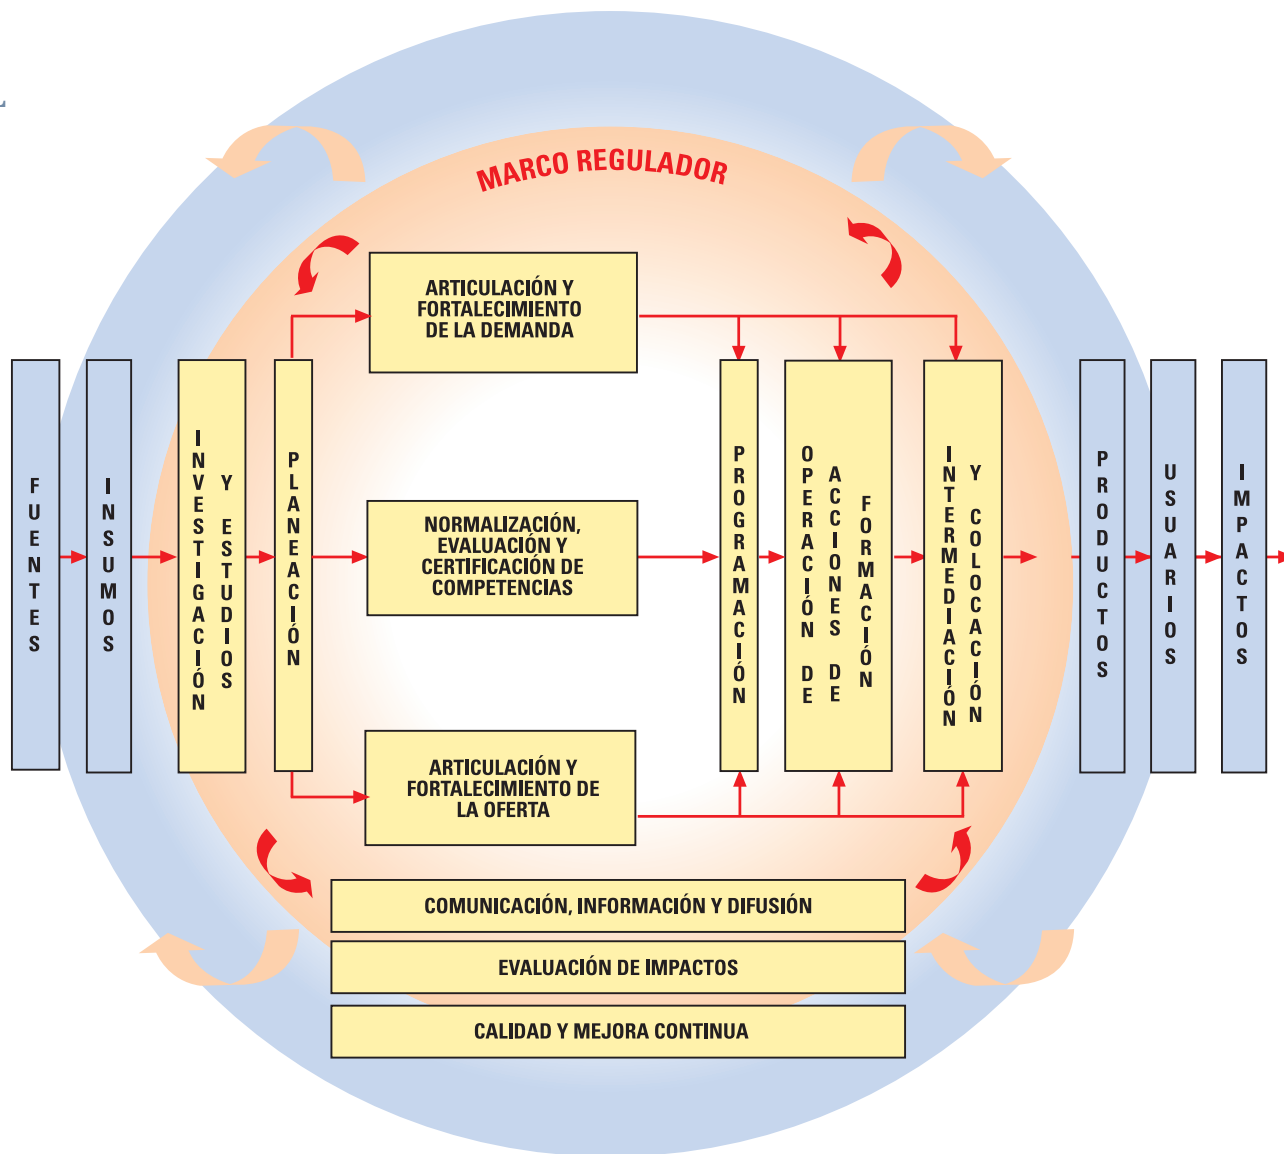 MARCO REGULADOR
ARTICULACIÓN Y
FORTALECIMIENTO
DE LA DEMANDA
FUENTES
INSUMOS
INVESTIGACIÓN
Y ESTUDIOS
PLANEACIÓN
NORMALIZACIÓN,
EVALUACIÓN Y
CERTIFICACIÓN DE
COMPETENCIAS
ARTICULACIÓN Y
FORTALECIMIENTO DE
LA OFERTA
PROGRAMACIÓN
OPERACIÓN DE
ACCIONES DE
FORMACIÓN
INTERMEDIACIÓN
Y COLOCACIÓN
PRODUCTOS
USUARIOS
IMPACTOS
COMUNICACIÓN, INFORMACIÓN Y DIFUSIÓN
EVALUACIÓN DE IMPACTOS
CALIDAD Y MEJORA CONTINUA